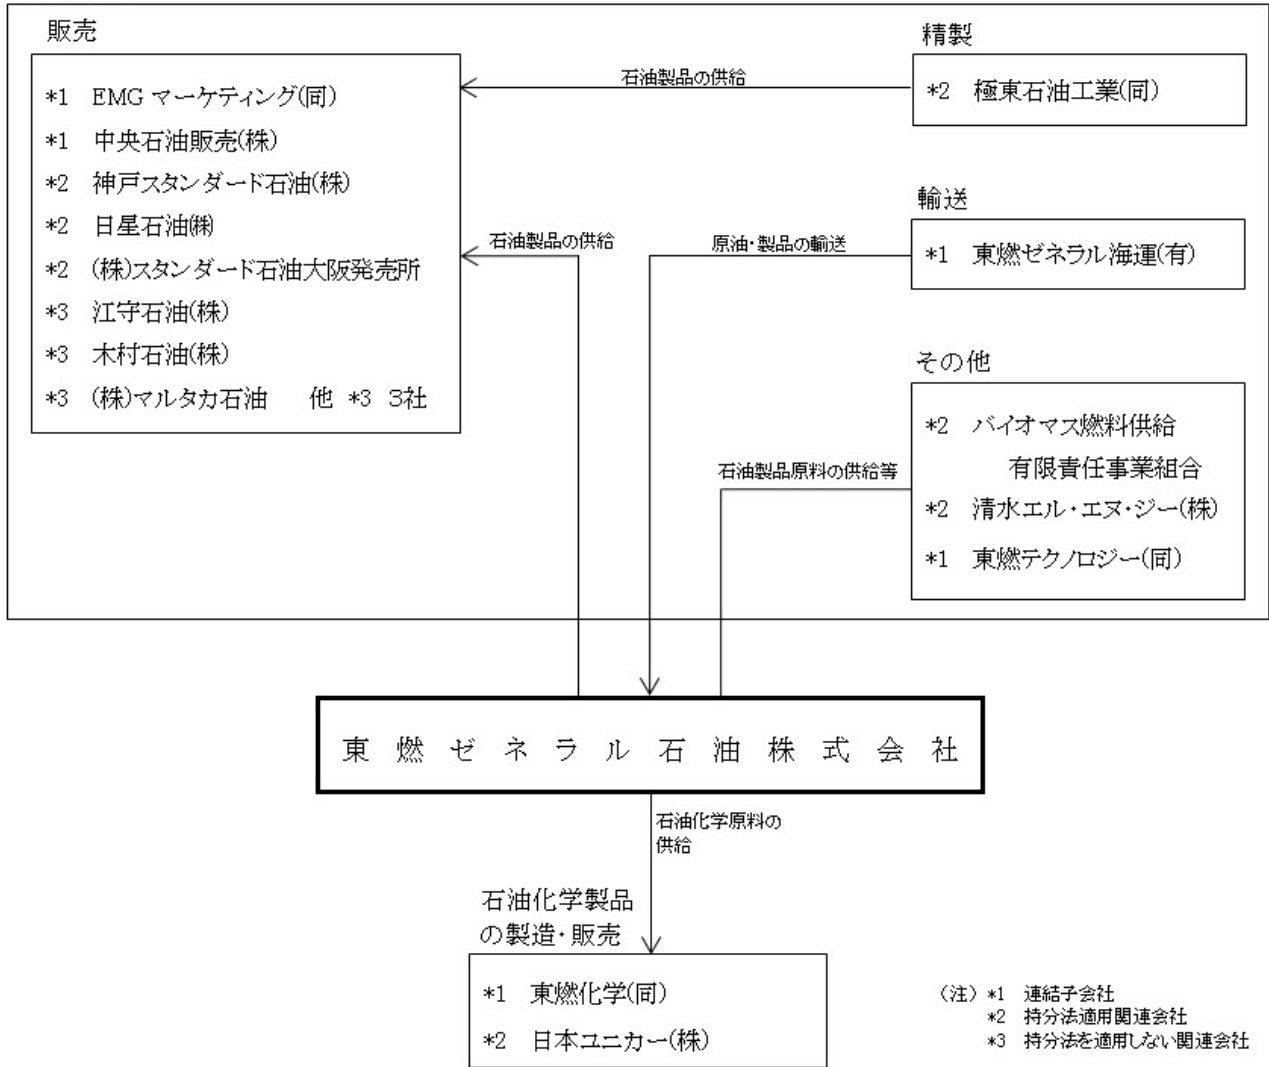 販売
*1 EMG マーケティング(同)
*1 中央石油販売(株)
*2 神戸スタンダード石油(株)
*2 日星石油㈱
*2 (株)スタンダード石油大阪発売所
*3 江守石油(株)
*3 木村石油(株)
*3 (株)マルタカ石油 他 *3 3社
石油製品の供給
精製
*2 極東石油工業(同)
石油製品の供給
原油・製品の輸送
輸送
*1 東燃ゼネラル海運(有)
石油製品原料の供給等
その他
*2 バイオマス燃料供給
有限責任事業組合
*2 清水エル・エヌ・ジー(株)
*1 東燃テクノロジー(同)
東燃ゼネラル石油株式会社
石油化学原料の
供給
石油化学製品
の製造・販売
*1 東燃化学(同)
*2 日本ユニカー(株)
(注) *1 連結子会社
*2 持分法適用関連会社
*3 持分法を適用しない関連会社